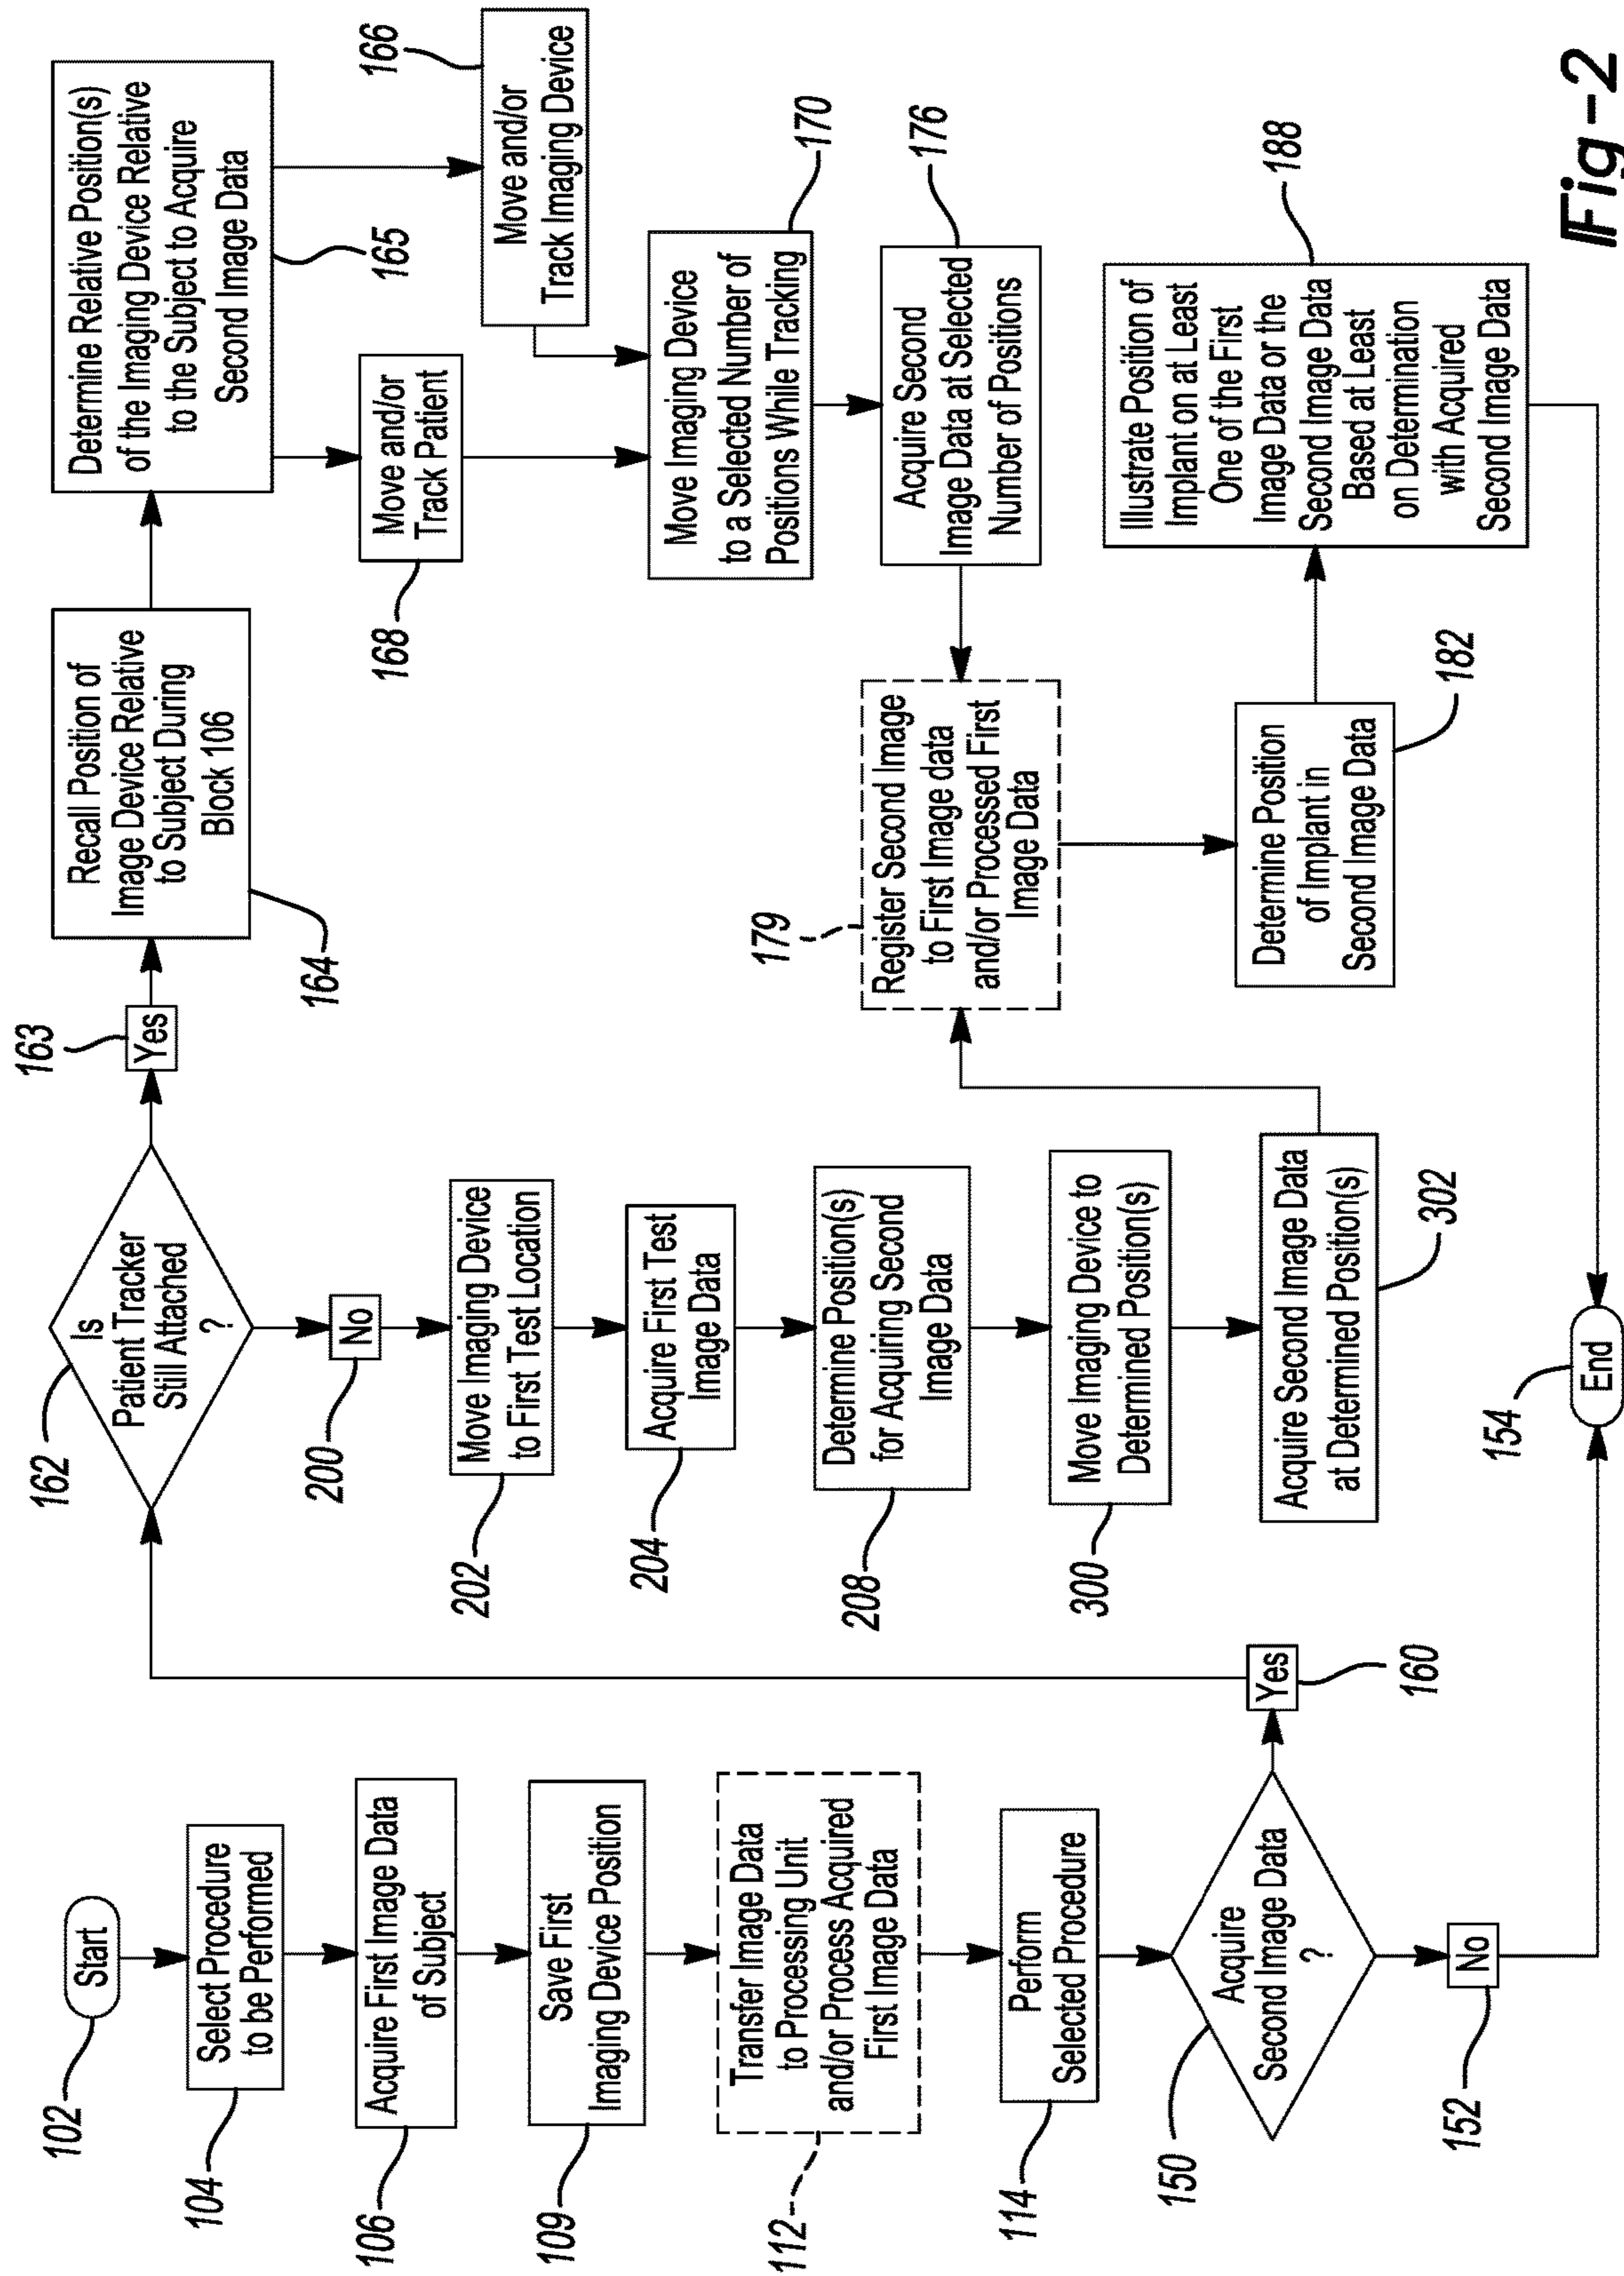 Start
102
Select Procedure
to be Performed
104
Acquire First Image Data
of Subject
106
Save First
Imaging Device Position
109
Transfer Image Data
to Processing Unit
and/or Process Acquired
First Image Data
112
Perform
Selected Procedure
114
Acquire
Second Image Data
?
150
No
152
Yes
160
Is
Patient Tracker
Still Attached
?
162
No
200
Move Imaging Device
to First Test Location
202
Acquire First Test
Image Data
204
Determine Position(s)
for Acquiring Second
Image Data
208
Move Imaging Device to
Determined Position(s)
300
Acquire Second Image Data
at Determined Position(s)
302
End
154
163
Yes
Recall Position of
Image Device Relative
to Subject During
Block 106
164
Determine Relative Position(s)
of the Imaging Device Relative
to the Subject to Acquire
Second Image Data
165
Move and/or
Track Imaging Device
166
Move and/or
Track Patient
168
Move Imaging Device
to a Selected Number of
Positions While Tracking
170
Acquire Second
Image Data at Selected
Number of Positions
176
Register Second Image
to First Image data
and/or Processed First
Image Data
179
Determine Position
of Implant in
Second Image Data
182
Illustrate Position of
Implant on at Least
One of the First
Image Data or the
Second Image Data
Based at Least
on Determination
with Acquired
Second Image Data
188
Fig-2